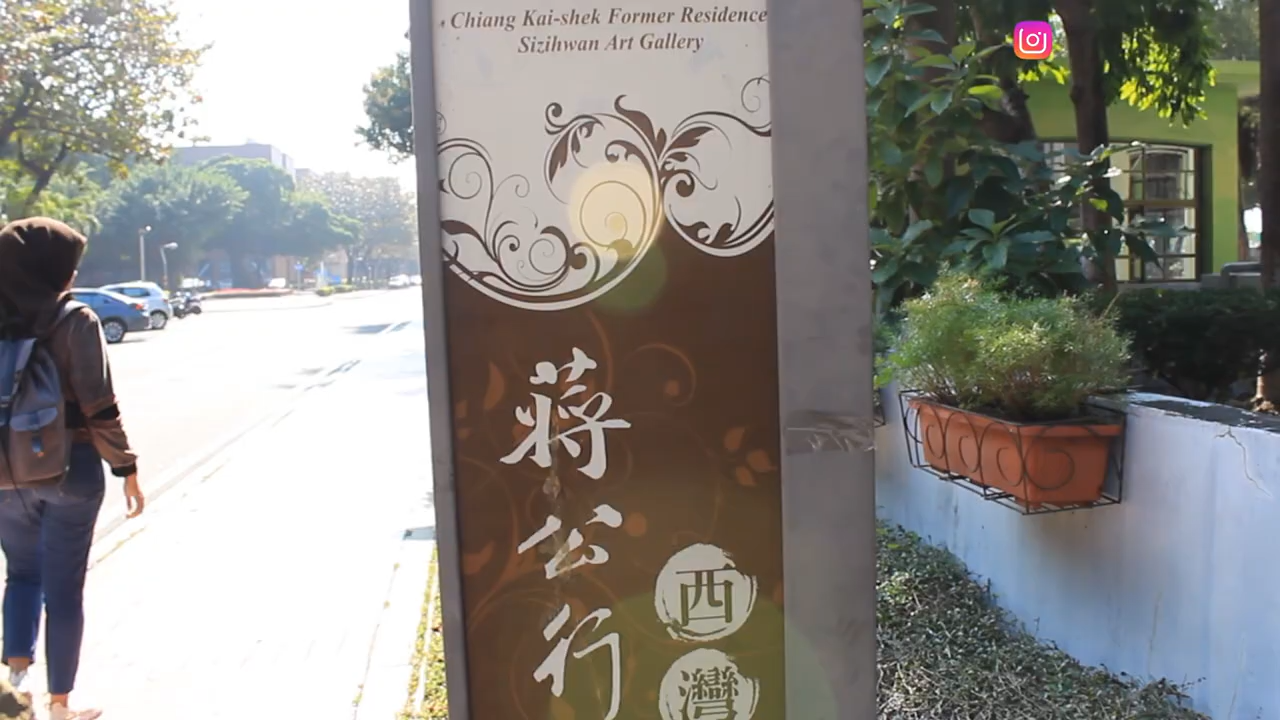 Chiang Kai-shek Former Residence
Sizihwan Art Gallery
蔣公行
西灣